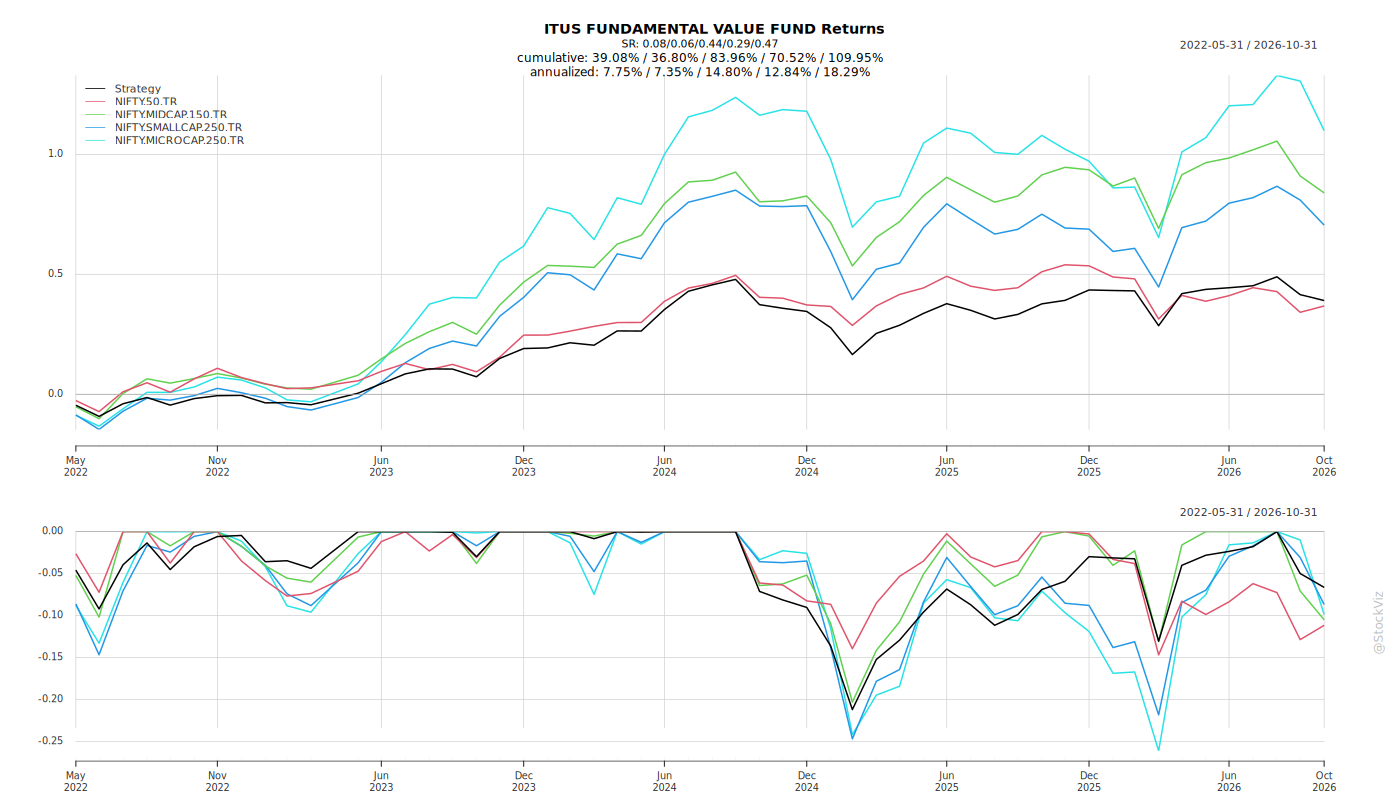 ITUS FUNDAMENTAL VALUE FUND Returns
SR: 0.08/0.06/0.44/0.29/0.47
cumulative: 39.08% / 36.80% / 83.96% / 70.52% / 109.95%
annualized: 7.75% / 7.35% / 14.80% / 12.84% / 18.29%
2022-05-31 / 2026-10-31
Strategy
NIFTY.50.TR
NIFTY.MIDCAP.150.TR
NIFTY.SMALLCAP.250.TR
NIFTY.MICROCAP.250.TR
1.0
0.5
0.0
May Nov Jun Dec Jun Dec Jun Dec Jun Oct
2022 2022 2023 2023 2024 2024 2025 2025 2026 2026
2022-05-31 / 2026-10-31
0.00
-0.05
-0.10
-0.15
-0.20
-0.25
May Nov Jun Dec Jun Dec Jun Dec Jun Oct
2022 2022 2023 2023 2024 2024 2025 2025 2026 2026
@StockViz